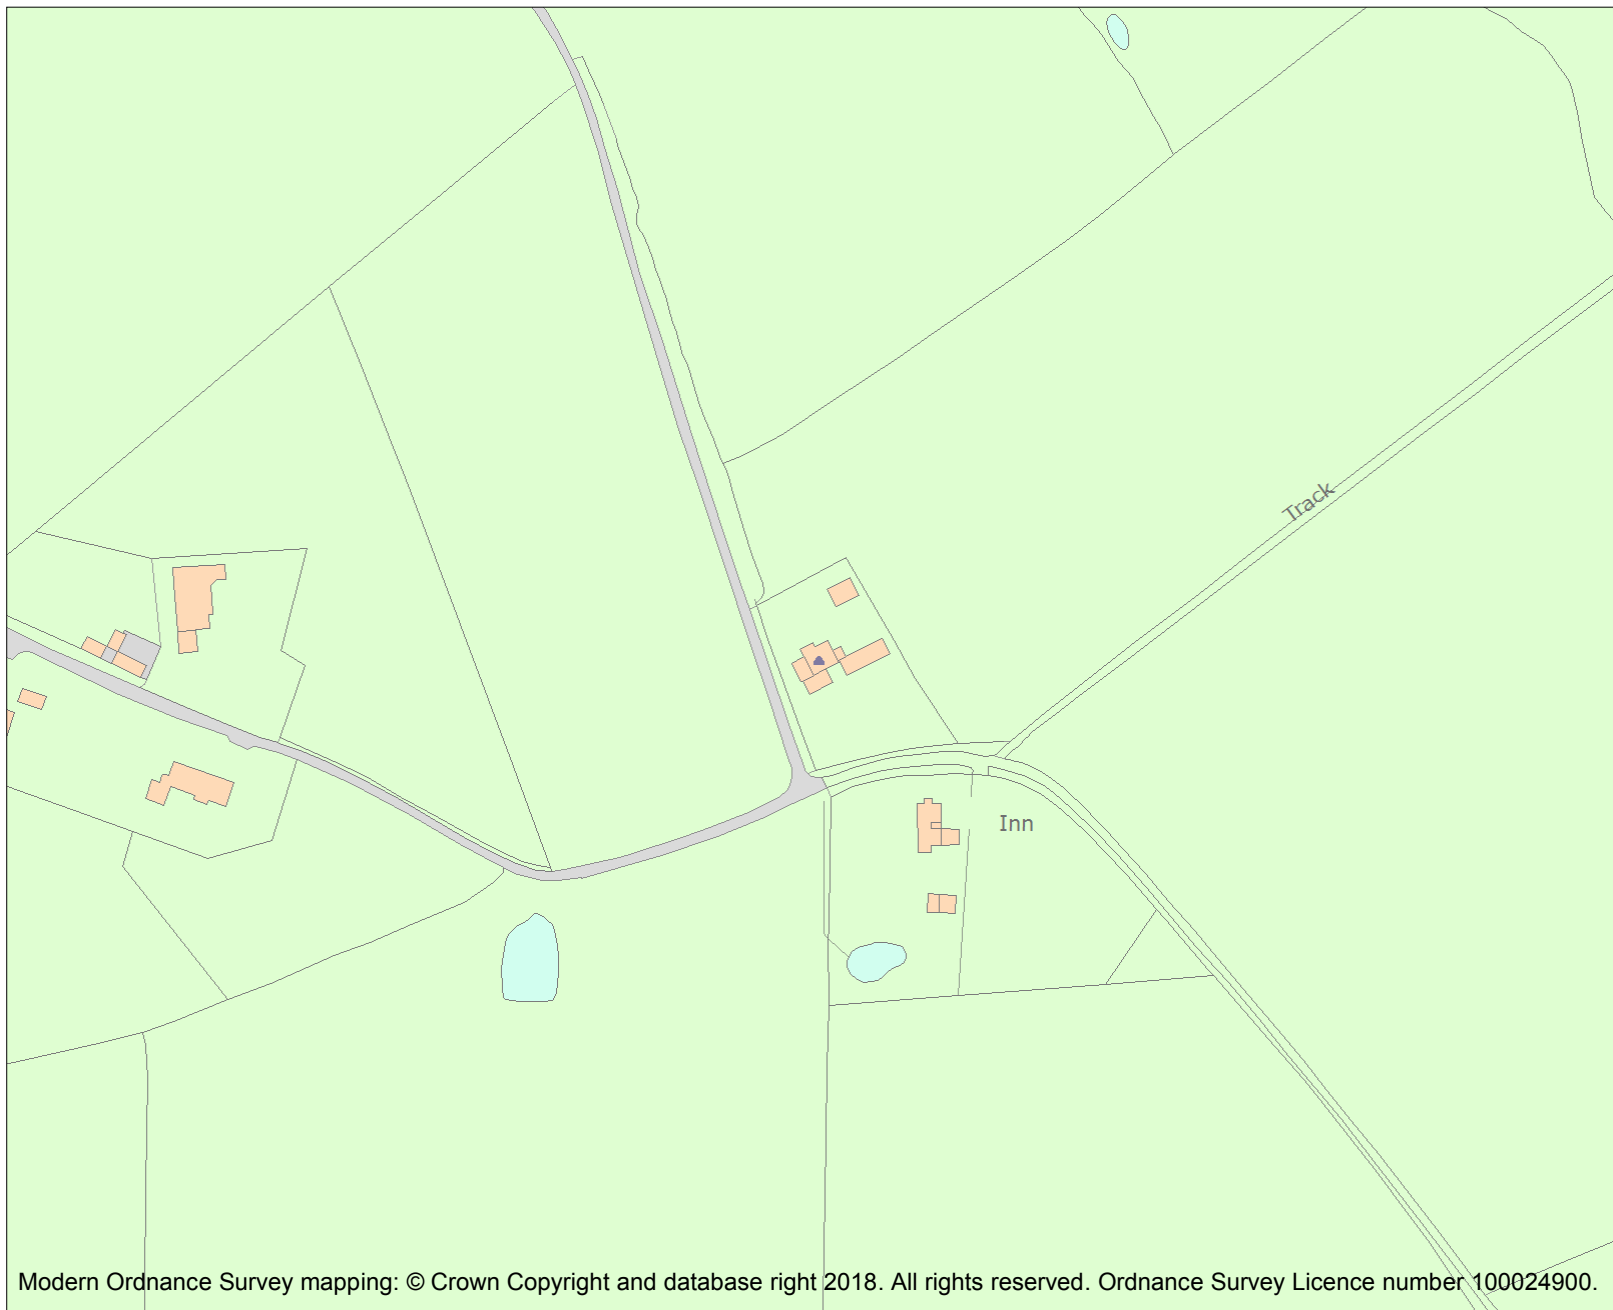 Track
Inn
Modern Ordnance Survey mapping: © Crown Copyright and database right 2018. All rights reserved. Ordnance Survey Licence number 100024900.